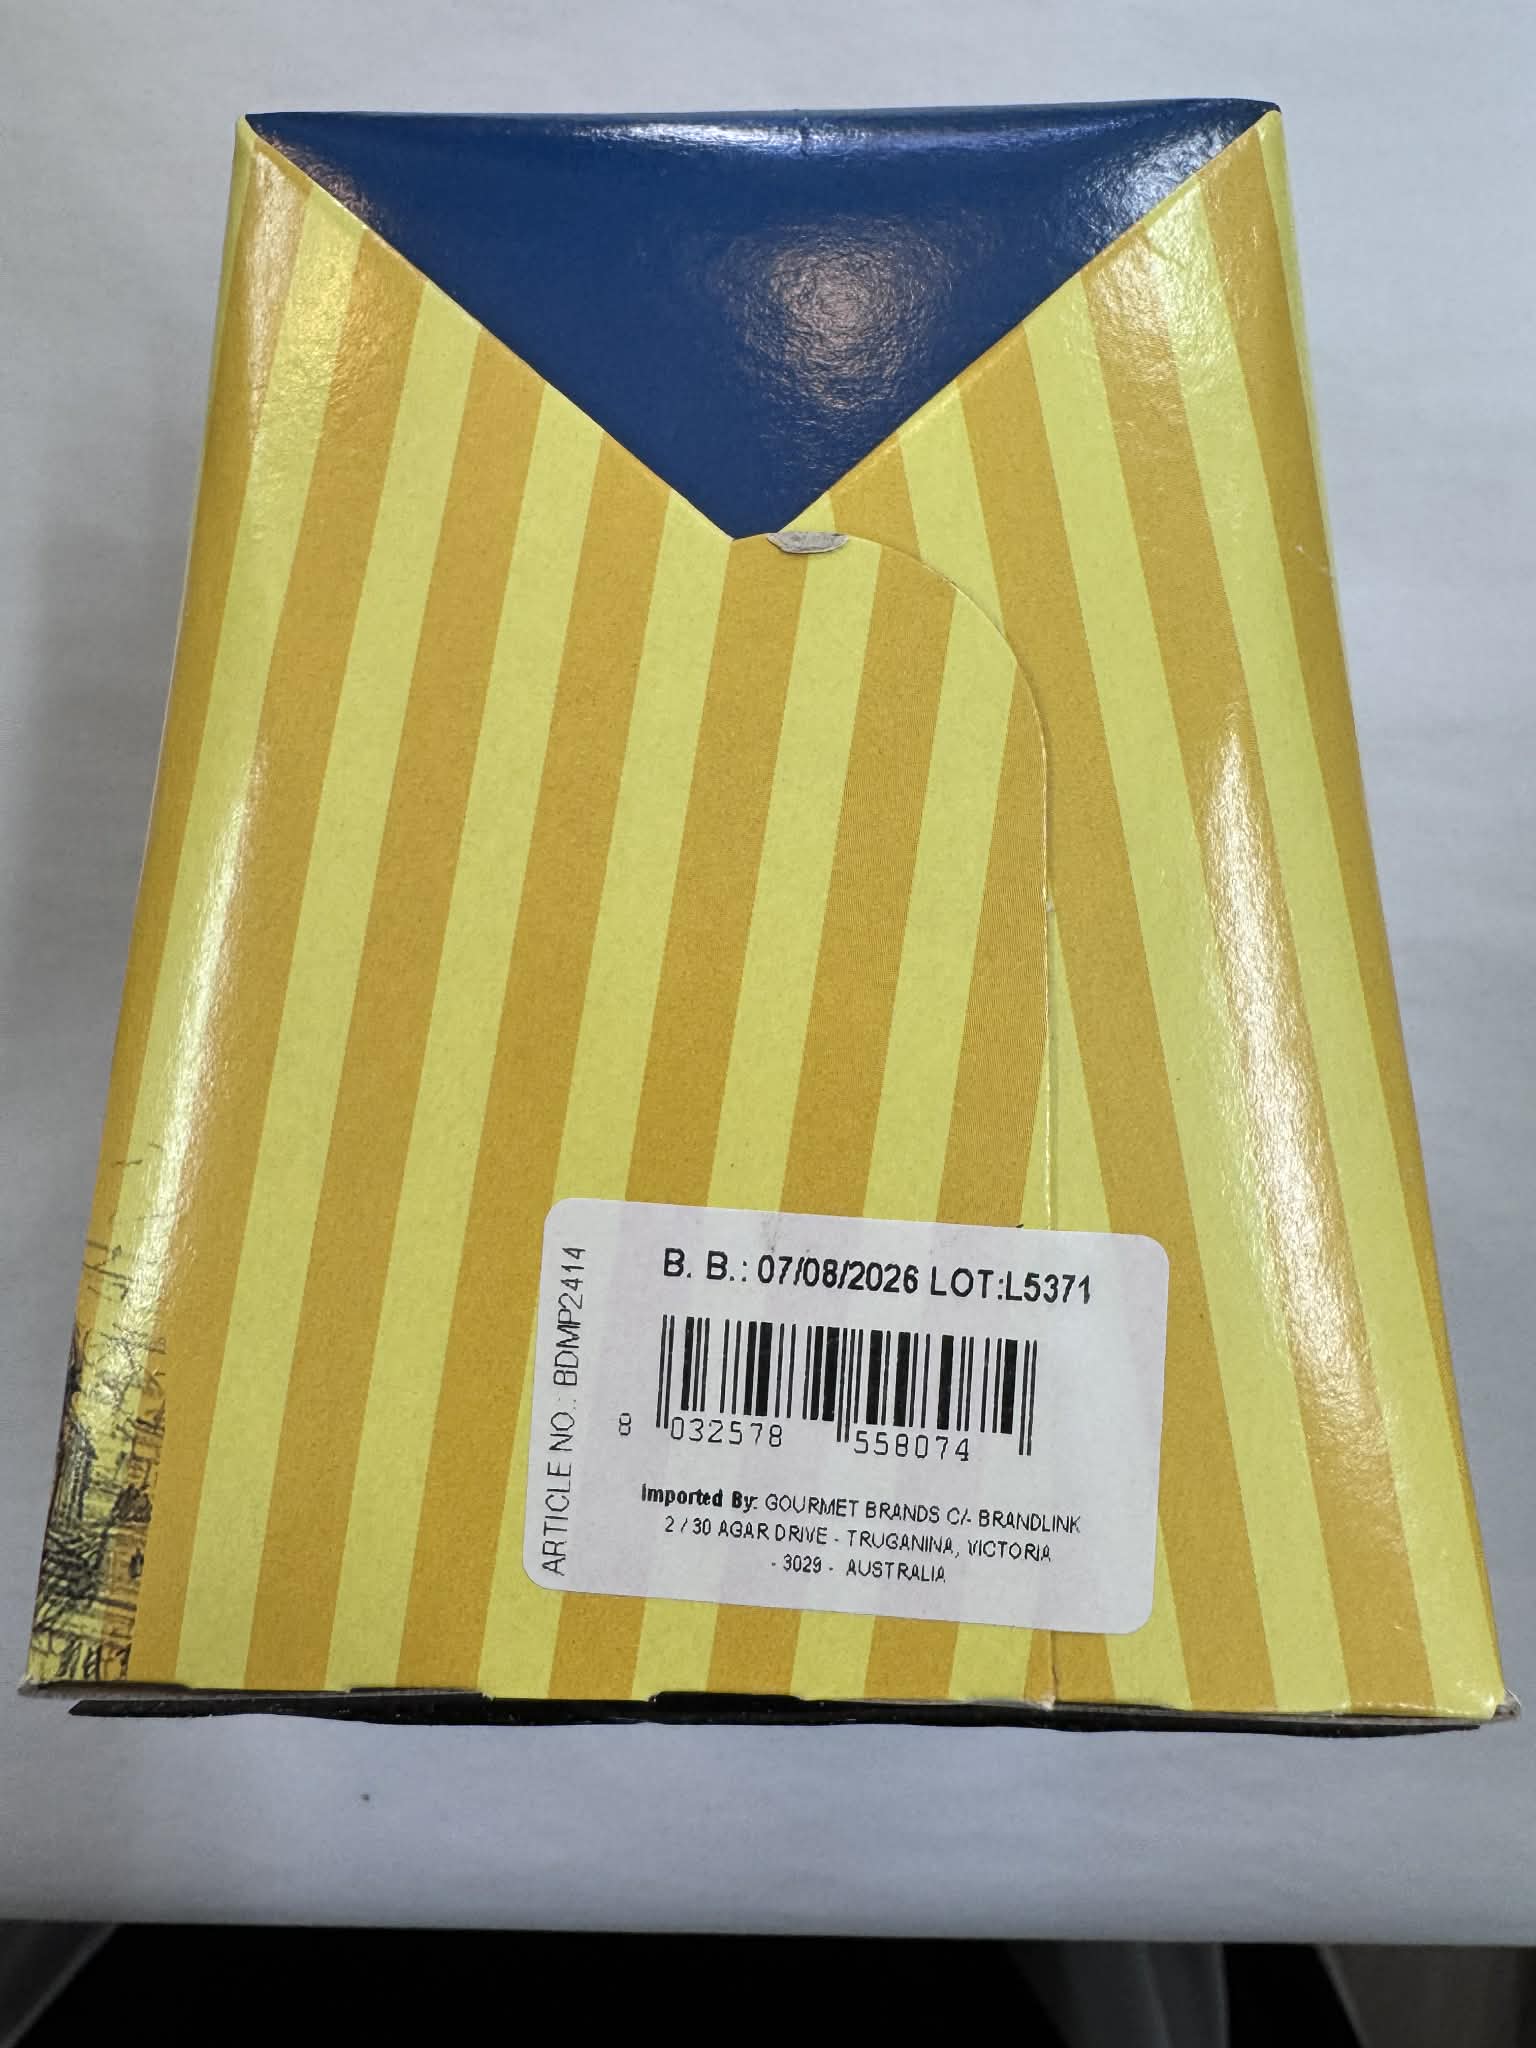 B. B.: 07/08/2026 LOT:L5371
ARTICLE NO.: BDMP2414
8 032578 558074
Imported By: GOURMET BRANDS C/- BRANDLINK
2 / 30 AGAR DRIVE - TRUGANINA, VICTORIA
- 3029 - AUSTRALIA